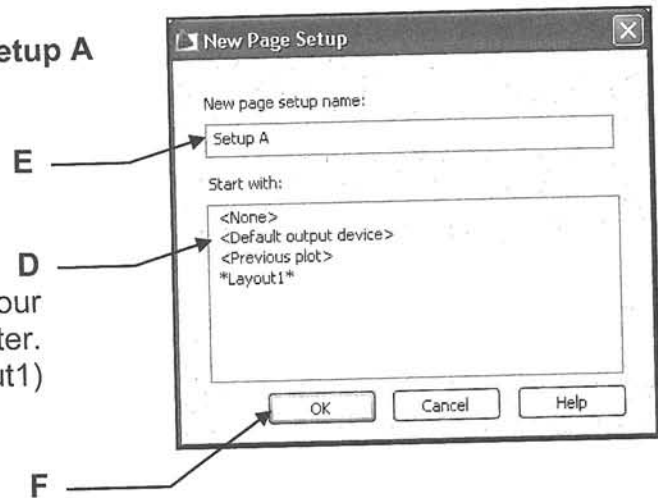 etup A
New Page Setup
New page setup name:
E
Setup A
Start with:
<None>
D
<Default output device>
<Previous plot>
our
*Layout1*
ter.
ut1)
OK
Cancel
Help
F